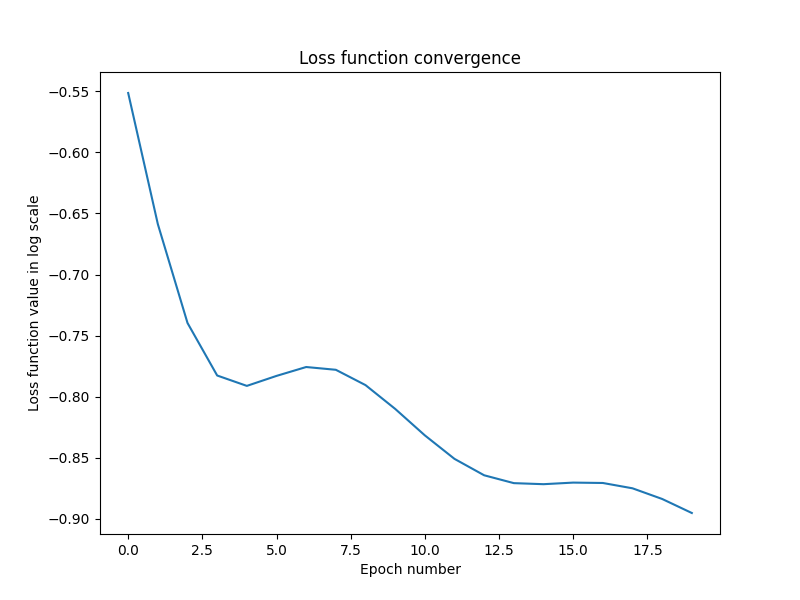 Loss function convergence
−0.55
−0.60
−0.65
−0.70
−0.75
−0.80
−0.85
−0.90
Loss function value in log scale
0.0 2.5 5.0 7.5 10.0 12.5 15.0 17.5
Epoch number